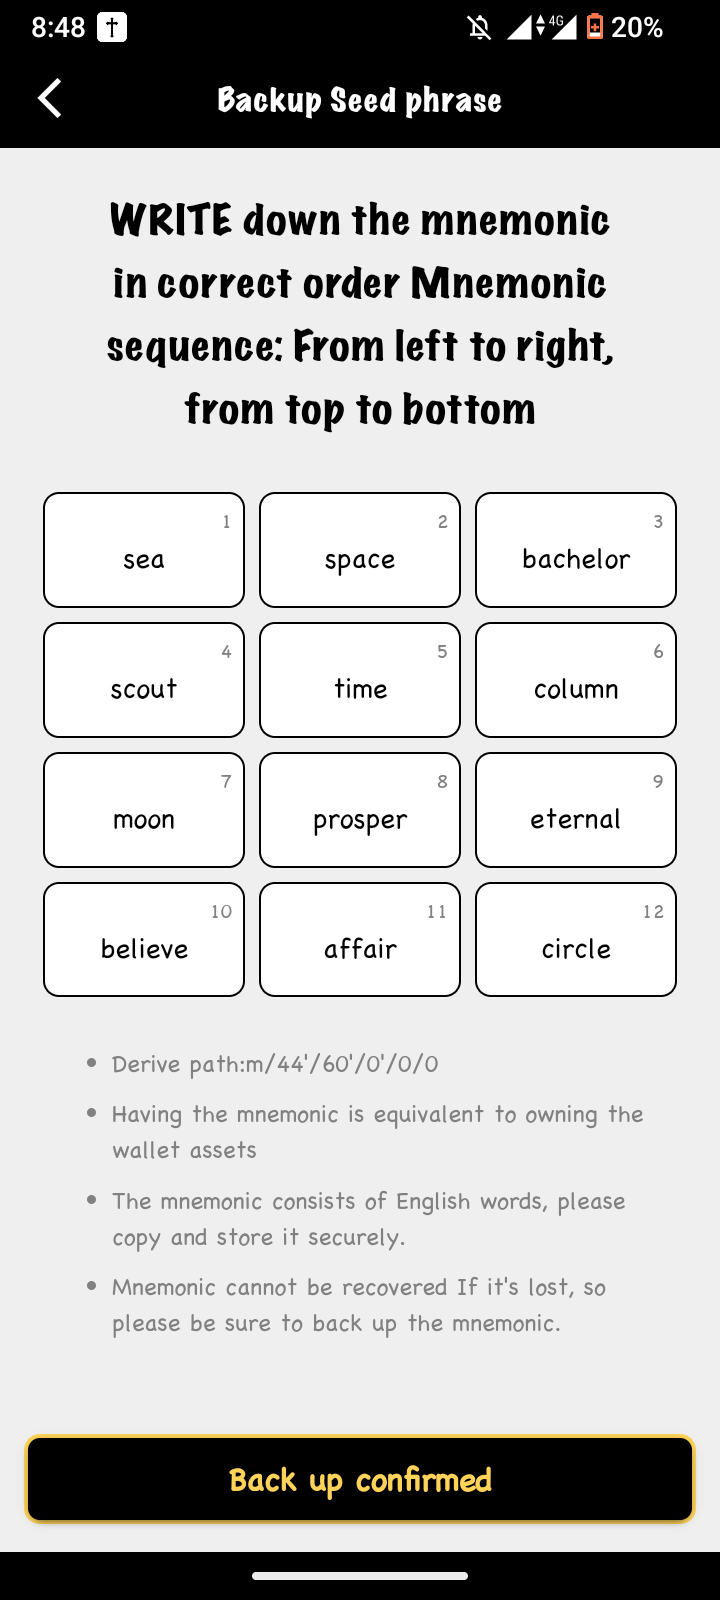 8:48
4G
20%
Backup Seed phrase
WRITE down the mnemonic
in correct order Mnemonic
sequence: From left to right,
from top to bottom
1 2 3
sea space bachelor
4 5 6
scout time column
7 8 9
moon prosper eternal
10 11 12
believe affair circle
Derive path:m/44'/60'/0'/0/0
Having the mnemonic is equivalent to owning the
wallet assets
The mnemonic consists of English words, please
copy and store it securely.
Mnemonic cannot be recovered If it's lost, so
please be sure to back up the mnemonic.
Back up confirmed